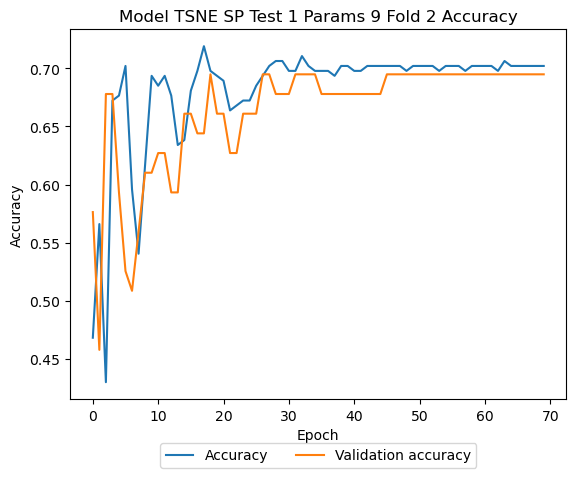 Model TSNE SP Test 1 Params 9 Fold 2 Accuracy
0.70
0.65
0.60
0.55
0.50
0.45
Accuracy
0 10 20 30 40 50 60 70
Epoch
Accuracy Validation accuracy